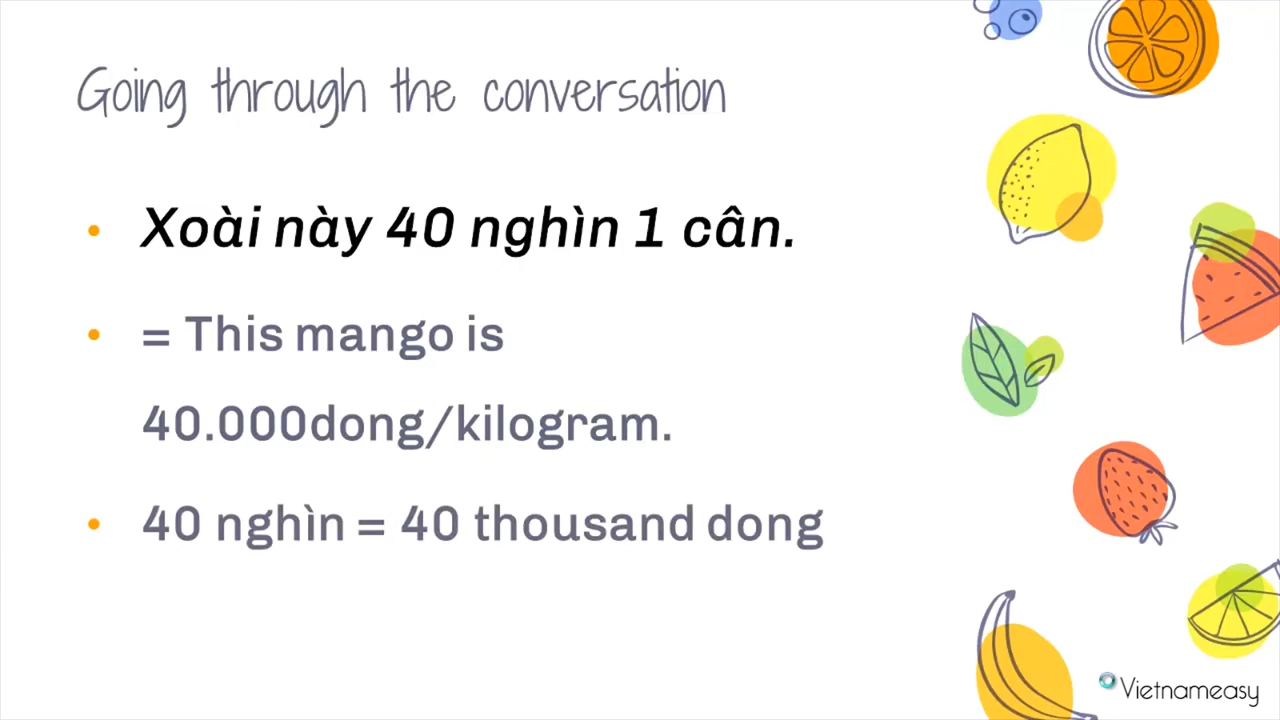 Going through the conversation
• Xoài này 40 nghìn 1 cân.
• = This mango is
40.000dong/kilogram.
• 40 nghìn = 40 thousand dong
Vietnameasy